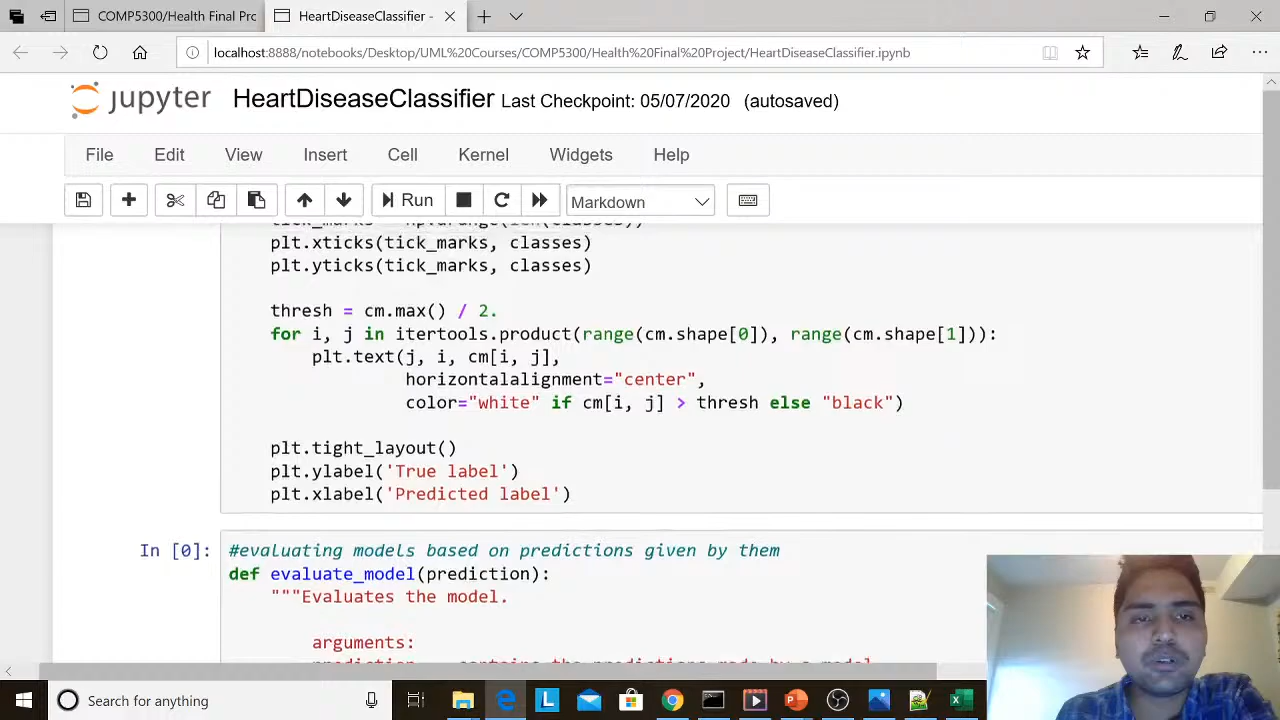 COMP5300/Health Final Pro
HeartDiseaseClassifier -
localhost:8888/notebooks/Desktop/UML%20Courses/COMP5300/Health%20Final%20Project/HeartDiseaseClassifier.ipynb
jupyter HeartDiseaseClassifier Last Checkpoint: 05/07/2020 (autosaved)
File Edit View Insert Cell Kernel Widgets Help
Run Markdown
plt.xticks(tick_marks, classes)
plt.yticks(tick_marks, classes)
thresh = cm.max() / 2.
for i, j in itertools.product(range(cm.shape[0]), range(cm.shape[1])):
plt.text(j, i, cm[i, j],
horizontalalignment="center",
color="white" if cm[i, j] > thresh else "black")
plt.tight_layout()
plt.ylabel('True label')
plt.xlabel('Predicted label')
In [0]: #evaluating models based on predictions given by them
def evaluate_model(prediction):
"""Evaluates the model.
arguments:
Search for anything